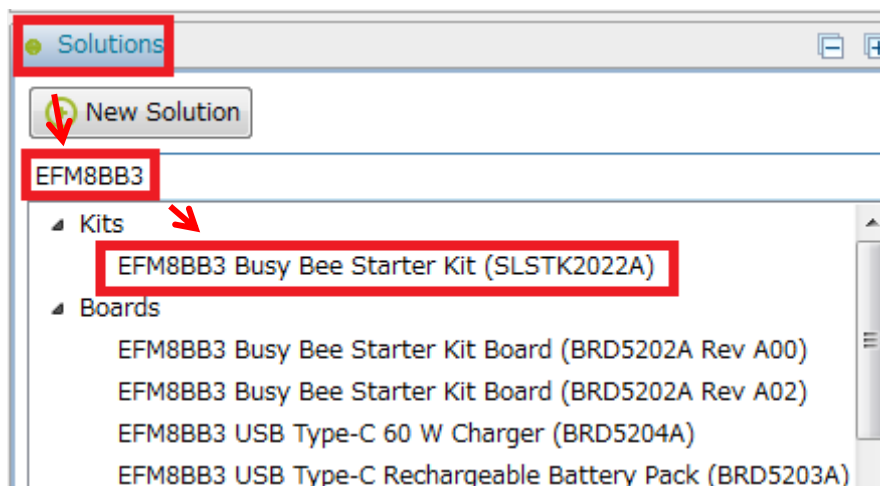 Solutions
New Solution
EFM8BB3
Kits
EFM8BB3 Busy Bee Starter Kit (SLSTK2022A)
Boards
EFM8BB3 Busy Bee Starter Kit Board (BRD5202A Rev A00)
EFM8BB3 Busy Bee Starter Kit Board (BRD5202A Rev A02)
EFM8BB3 USB Type-C 60 W Charger (BRD5204A)
EFM8BB3 USB Type-C Rechargeable Battery Pack (BRD5203A)